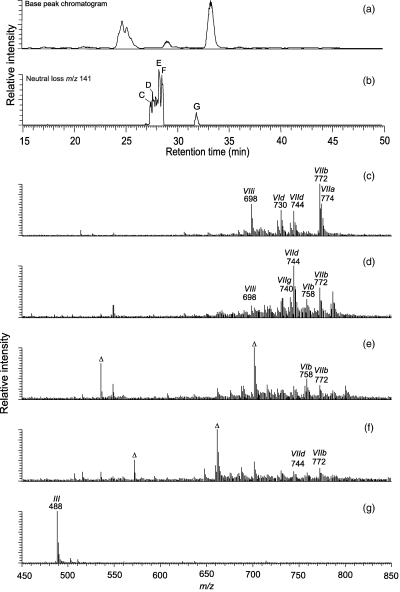 Base peak chromatogram
(a)
Relative intensity
Neutral loss m/z 141
(b)
C
D
E
F
G
15 20 25 30 35 40 45 50
Retention time (min)
(c)
VIIi
698
VId
730
VIId
744
VIIb
772
VIIa
774
(d)
VIIi
698
VIIg
740
VIId
744
VIb
758
VIIb
772
Relative intensity
(e)
Δ
Δ
VIb
758
VIIb
772
(f)
Δ
Δ
VIId
744
VIIb
772
(g)
III
488
450 500 550 600 650 700 750 800 850
m/z